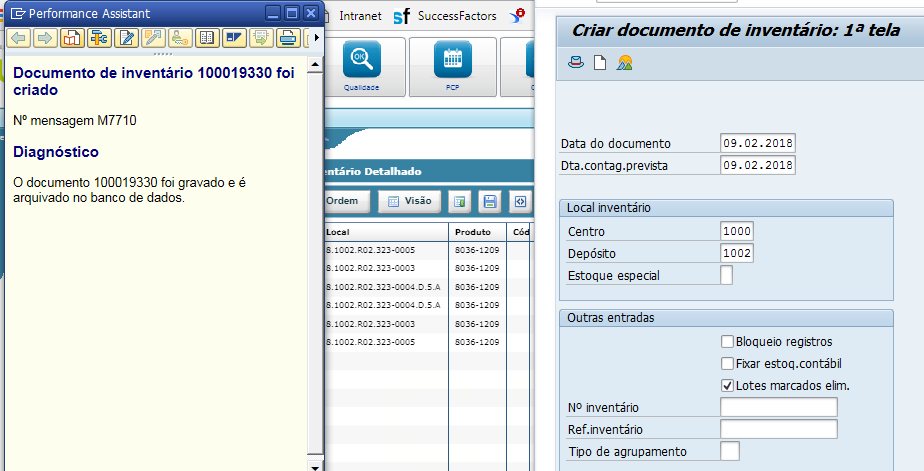 Performance Assistant
Documento de inventário 100019330 foi
criado
Nº mensagem M7710
Diagnóstico
O documento 100019330 foi gravado e é
arquivado no banco de dados.
Intranet
SuccessFactors
OK
Qualidade
PCP
entário Detalhado
Ordem
Visão
Local Produto Cód
8.1002.R02.323-0005 8036-1209
8.1002.R02.323-0003 8036-1209
8.1002.R02.323-0004.D.5.A 8036-1209
8.1002.R02.323-0004.D.5.A 8036-1209
8.1002.R02.323-0003 8036-1209
8.1002.R02.323-0005 8036-1209
Criar documento de inventário: 1ª tela
Data do documento 09.02.2018
Dta.contag.prevista 09.02.2018
Local inventário
Centro 1000
Depósito 1002
Estoque especial
Outras entradas
Bloqueio registros
Fixar estoq.contábil
Lotes marcados elim.
Nº inventário
Ref.inventário
Tipo de agrupamento